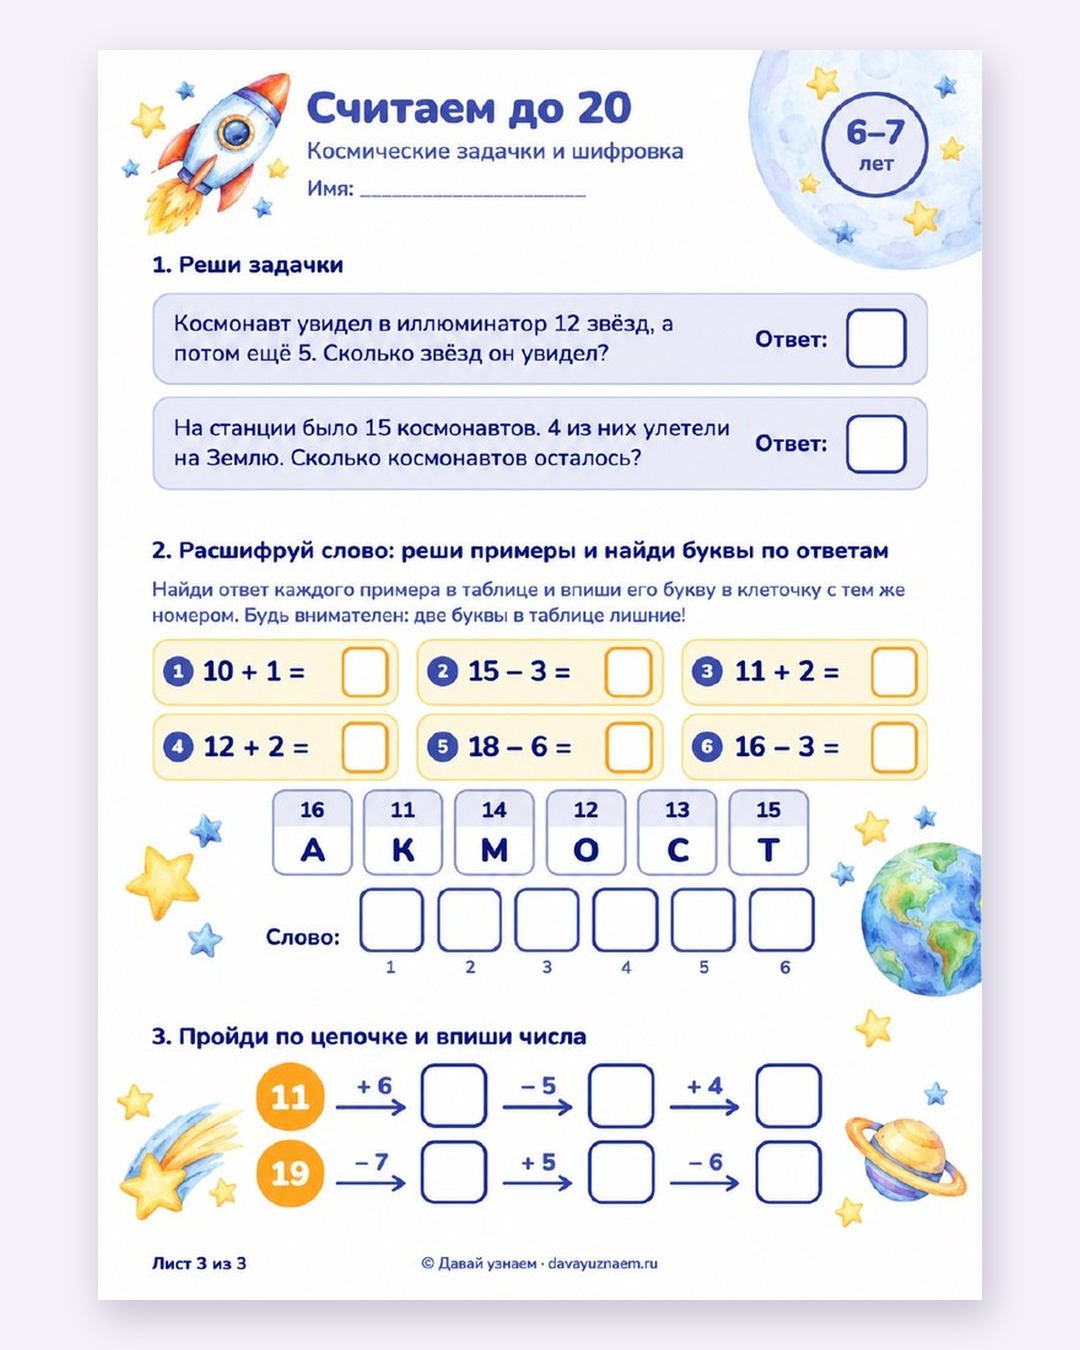 Считаем до 20
Космические задачки и шифровка
Имя: ______________________
6–7
лет
1. Реши задачки
Космонавт увидел в иллюминатор 12 звёзд, а
потом ещё 5. Сколько звёзд он увидел?
Ответ:
На станции было 15 космонавтов. 4 из них улетели
на Землю. Сколько космонавтов осталось?
Ответ:
2. Расшифруй слово: реши примеры и найди буквы по ответам
Найди ответ каждого примера в таблице и впиши его букву в клеточку с тем же
номером. Будь внимателен: две буквы в таблице лишние!
1 10 + 1 =
2 15 – 3 =
3 11 + 2 =
4 12 + 2 =
5 18 – 6 =
6 16 – 3 =
16 11 14 12 13 15
А К М О С Т
Слово:
1 2 3 4 5 6
3. Пройди по цепочке и впиши числа
11 + 6 – 5 + 4
19 – 7 + 5 – 6
Лист 3 из 3
© Давай узнаем · davayuznaem.ru